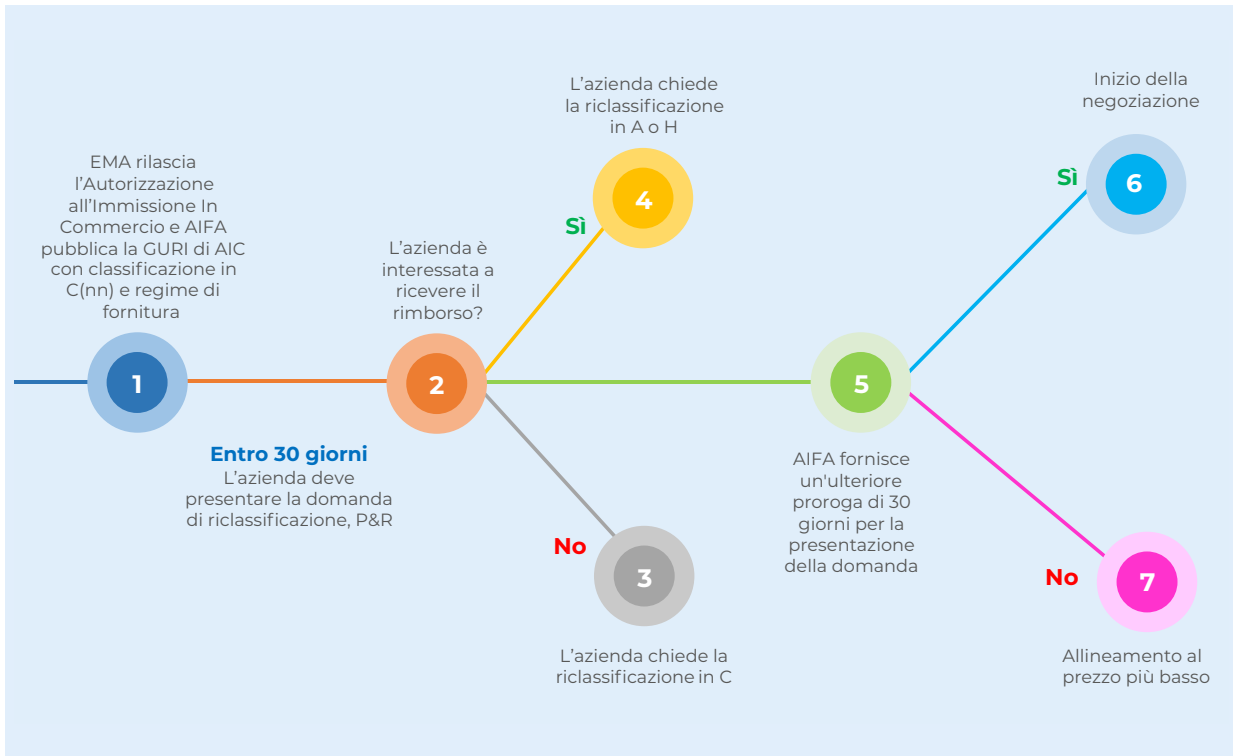 EMA rilascia
l'Autorizzazione
all'Immissione In
Commercio e AIFA
pubblica la GURI di AIC
con classificazione in
C(nn) e regime di
fornitura
1
Entro 30 giorni
L'azienda deve
presentare la domanda
di riclassificazione, P&R
L'azienda è
interessata a
ricevere il
rimborso?
2
L'azienda chiede
la riclassificazione
in A o H
4
Sì
No
3
L'azienda chiede la
riclassificazione in C
5
AIFA fornisce
un'ulteriore
proroga di 30
giorni per la
presentazione
della domanda
Inizio della
negoziazione
Sì
6
No
7
Allineamento al
prezzo più basso